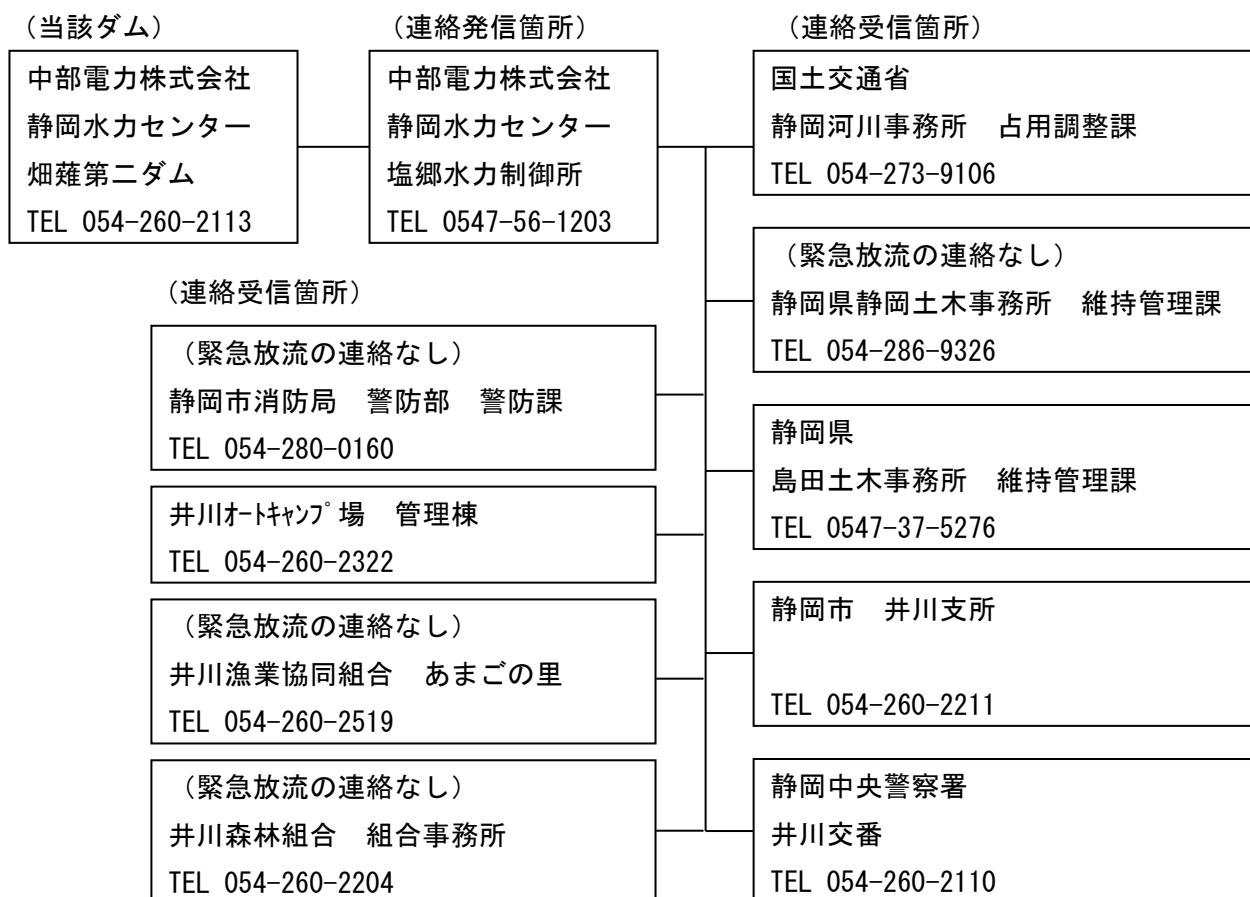 （当該ダム）
中部電力株式会社
静岡水力センター
畑薙第二ダム
TEL 054-260-2113
（連絡発信箇所）
中部電力株式会社
静岡水力センター
塩郷水力制御所
TEL 0547-56-1203
（連絡受信箇所）
国土交通省
静岡河川事務所　占用調整課
TEL 054-273-9106
（緊急放流の連絡なし）
静岡県静岡土木事務所　維持管理課
TEL 054-286-9326
静岡県
島田土木事務所　維持管理課
TEL 0547-37-5276
静岡市　井川支所
TEL 054-260-2211
静岡中央警察署
井川交番
TEL 054-260-2110
（連絡受信箇所）
（緊急放流の連絡なし）
静岡市消防局　警防部　警防課
TEL 054-280-0160
井川ｵｰﾄｷｬﾝﾌﾟ場　管理棟
TEL 054-260-2322
（緊急放流の連絡なし）
井川漁業協同組合　あまごの里
TEL 054-260-2519
（緊急放流の連絡なし）
井川森林組合　組合事務所
TEL 054-260-2204